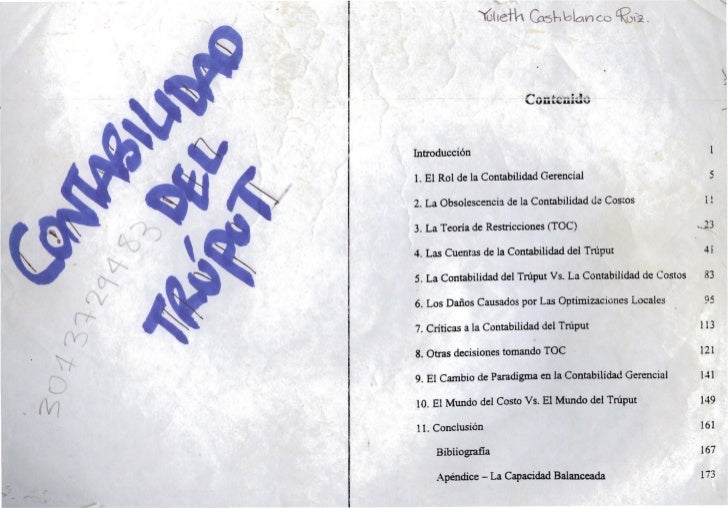 CONTABILIDAD
DEL
TRÚPUT
3013729483
Yulieth Castiblanco Ruiz.
Contenido
Introducción 1
1. El Rol de la Contabilidad Gerencial 5
2. La Obsolescencia de la Contabilidad de Costos 11
3. La Teoría de Restricciones (TOC) 23
4. Las Cuentas de la Contabilidad del Trúput 41
5. La Contabilidad del Trúput Vs. La Contabilidad de Costos 83
6. Los Daños Causados por Las Optimizaciones Locales 95
7. Críticas a la Contabilidad del Trúput 113
8. Otras decisiones tomando TOC 121
9. El Cambio de Paradigma en la Contabilidad Gerencial 141
10. El Mundo del Costo Vs. El Mundo del Trúput 149
11. Conclusión 161
Bibliografía 167
Apéndice – La Capacidad Balanceada 173